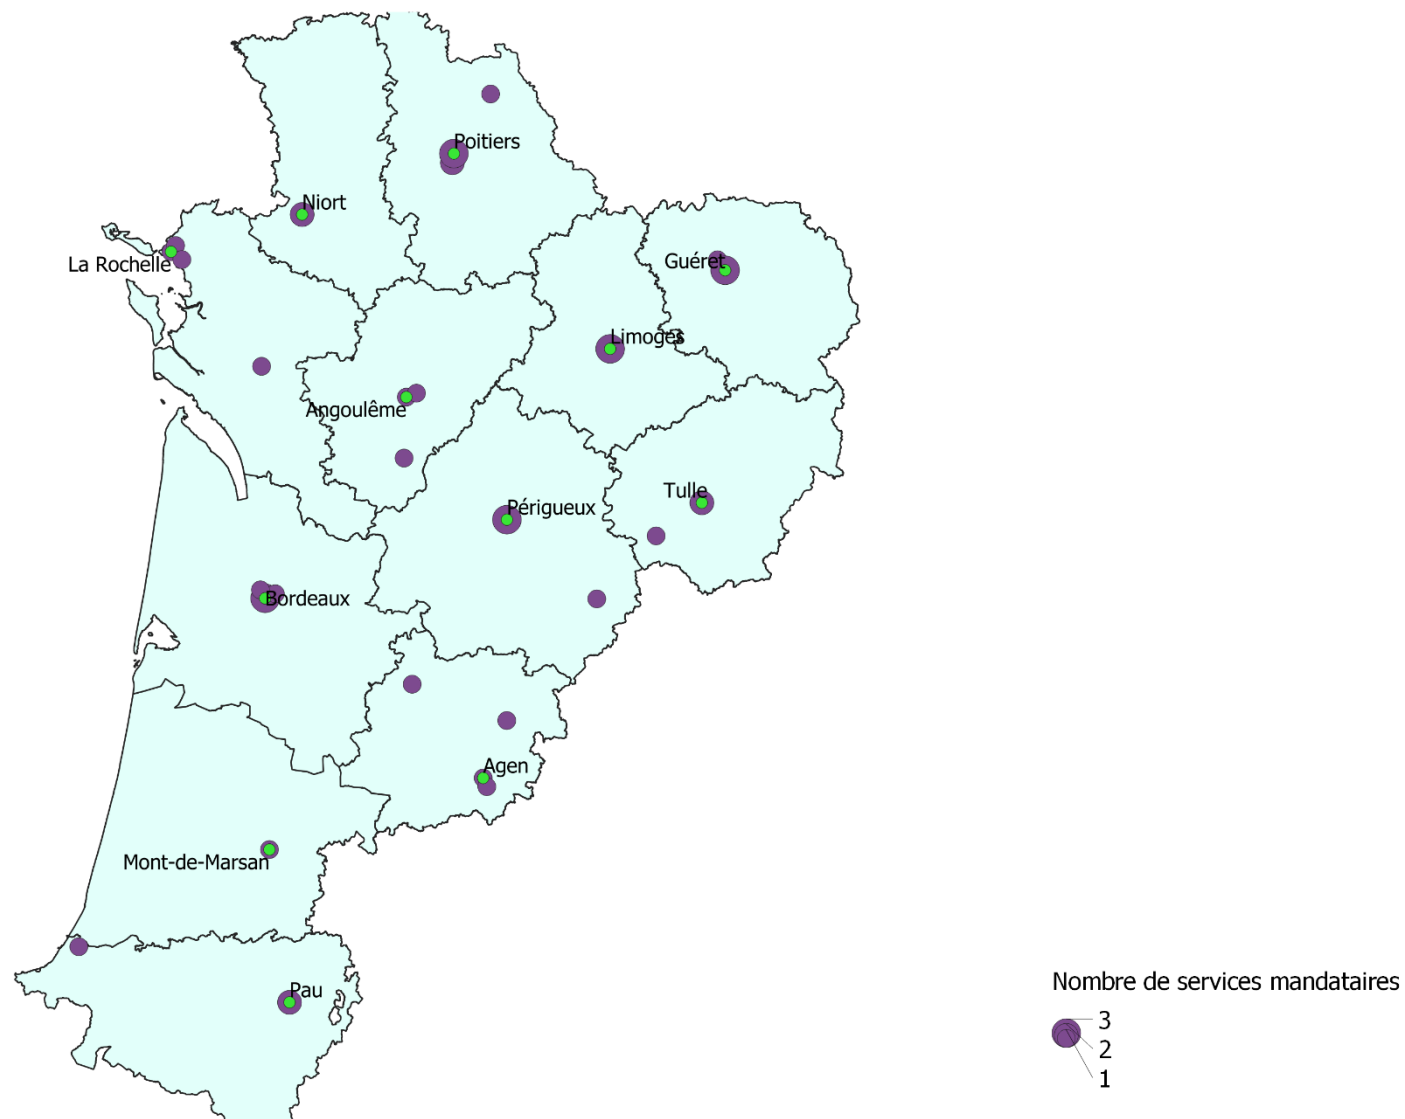 Poitiers
Niort
La Rochelle
Guéret
Limoges
Angoulême
Tulle
Périgueux
Bordeaux
Agen
Mont-de-Marsan
Pau
Nombre de services mandataires
3
2
1